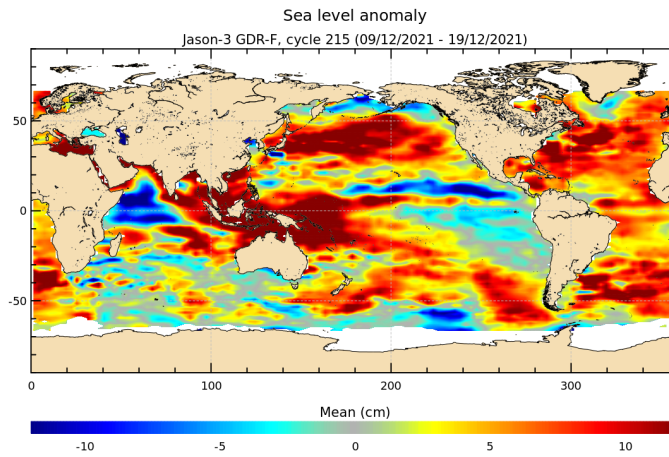 Sea level anomaly
Jason-3 GDR-F, cycle 215 (09/12/2021 - 19/12/2021)
50
0
-50
0 100 200 300
Mean (cm)
-10 -5 0 5 10